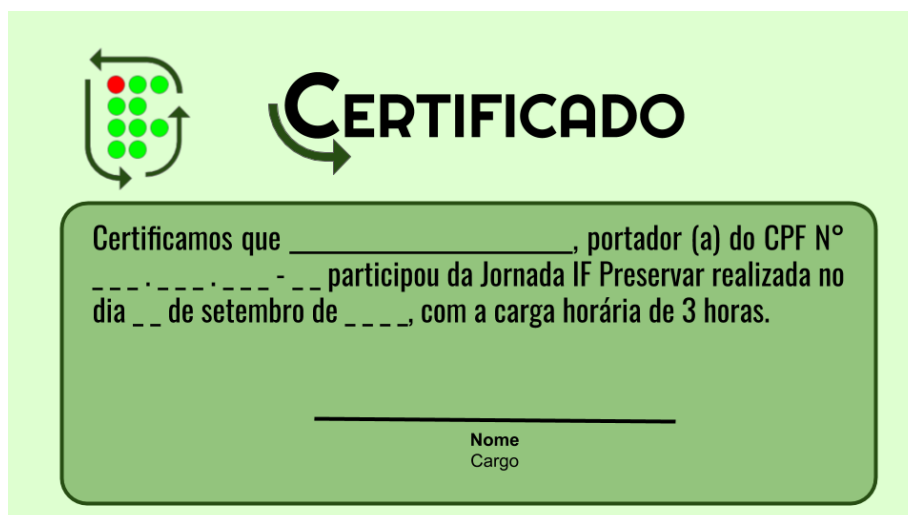 CERTIFICADO
Certificamos que ______________________, portador (a) do CPF N°
_ _ _ . _ _ _ . _ _ _ - _ _ participou da Jornada IF Preservar realizada no
dia _ _ de setembro de _ _ _ _, com a carga horária de 3 horas.
Nome
Cargo